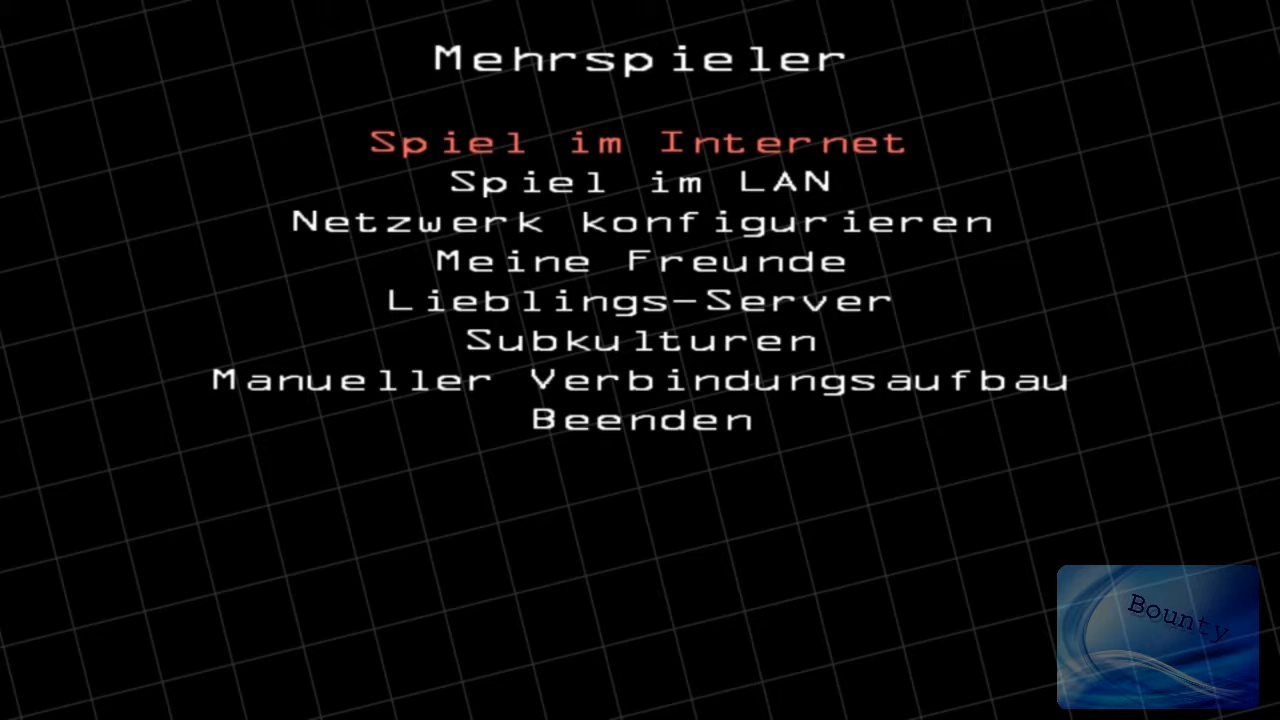 Mehrspieler
Spiel im Internet
Spiel im LAN
Netzwerk konfigurieren
Meine Freunde
Lieblings-Server
Subkulturen
Manueller Verbindungsaufbau
Beenden
Bounty